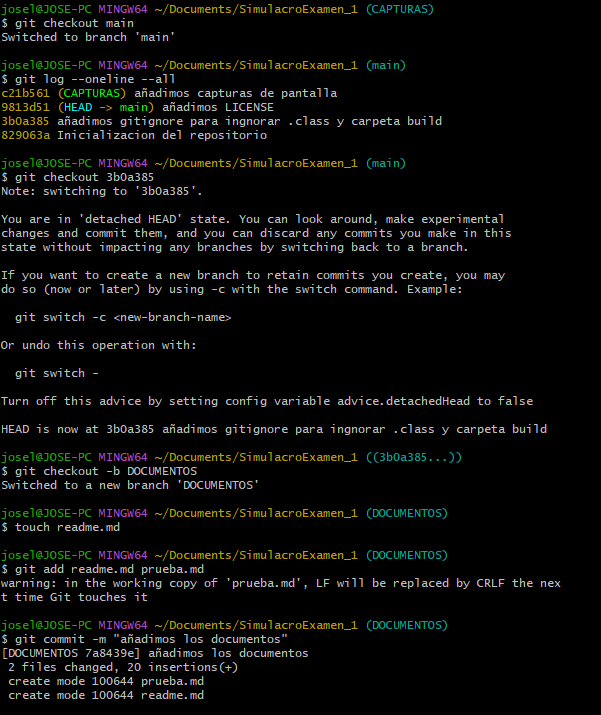 josel@JOSE-PC MINGW64 ~/Documents/SimulacroExamen_1 (CAPTURAS)
$ git checkout main
Switched to branch 'main'
josel@JOSE-PC MINGW64 ~/Documents/SimulacroExamen_1 (main)
$ git log --oneline --all
c21b561 (CAPTURAS) añadimos capturas de pantalla
9813d51 (HEAD -> main) añadimos LICENSE
3b0a385 añadimos gitignore para ingnorar .class y carpeta build
829063a Inicializacion del repositorio
josel@JOSE-PC MINGW64 ~/Documents/SimulacroExamen_1 (main)
$ git checkout 3b0a385
Note: switching to '3b0a385'.
You are in 'detached HEAD' state. You can look around, make experimental
changes and commit them, and you can discard any commits you make in this
state without impacting any branches by switching back to a branch.
If you want to create a new branch to retain commits you create, you may
do so (now or later) by using -c with the switch command. Example:
git switch -c <new-branch-name>
Or undo this operation with:
git switch -
Turn off this advice by setting config variable advice.detachedHead to false
HEAD is now at 3b0a385 añadimos gitignore para ingnorar .class y carpeta build
josel@JOSE-PC MINGW64 ~/Documents/SimulacroExamen_1 ((3b0a385...))
$ git checkout -b DOCUMENTOS
Switched to a new branch 'DOCUMENTOS'
josel@JOSE-PC MINGW64 ~/Documents/SimulacroExamen_1 (DOCUMENTOS)
$ touch readme.md
josel@JOSE-PC MINGW64 ~/Documents/SimulacroExamen_1 (DOCUMENTOS)
$ git add readme.md prueba.md
warning: in the working copy of 'prueba.md', LF will be replaced by CRLF the nex
t time Git touches it
josel@JOSE-PC MINGW64 ~/Documents/SimulacroExamen_1 (DOCUMENTOS)
$ git commit -m "añadimos los documentos"
[DOCUMENTOS 7a8439e] añadimos los documentos
2 files changed, 20 insertions(+)
create mode 100644 prueba.md
create mode 100644 readme.md